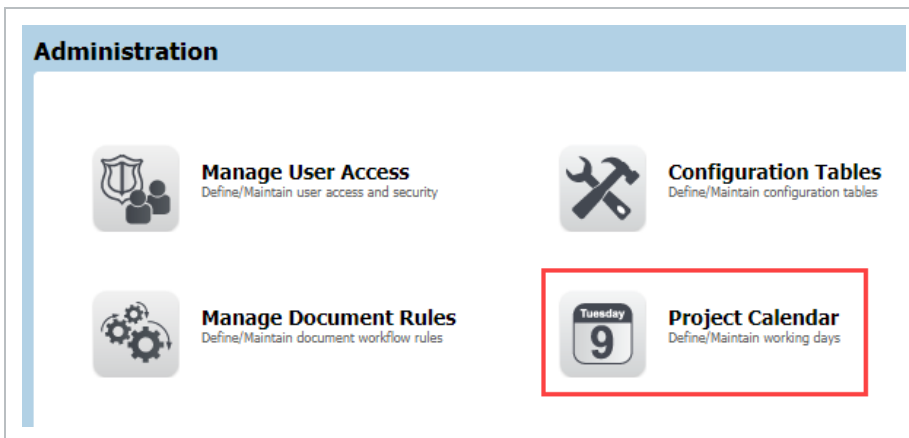 Administration
Manage User Access
Define/Maintain user access and security
Configuration Tables
Define/Maintain configuration tables
Manage Document Rules
Define/Maintain document workflow rules
Tuesday
9
Project Calendar
Define/Maintain working days